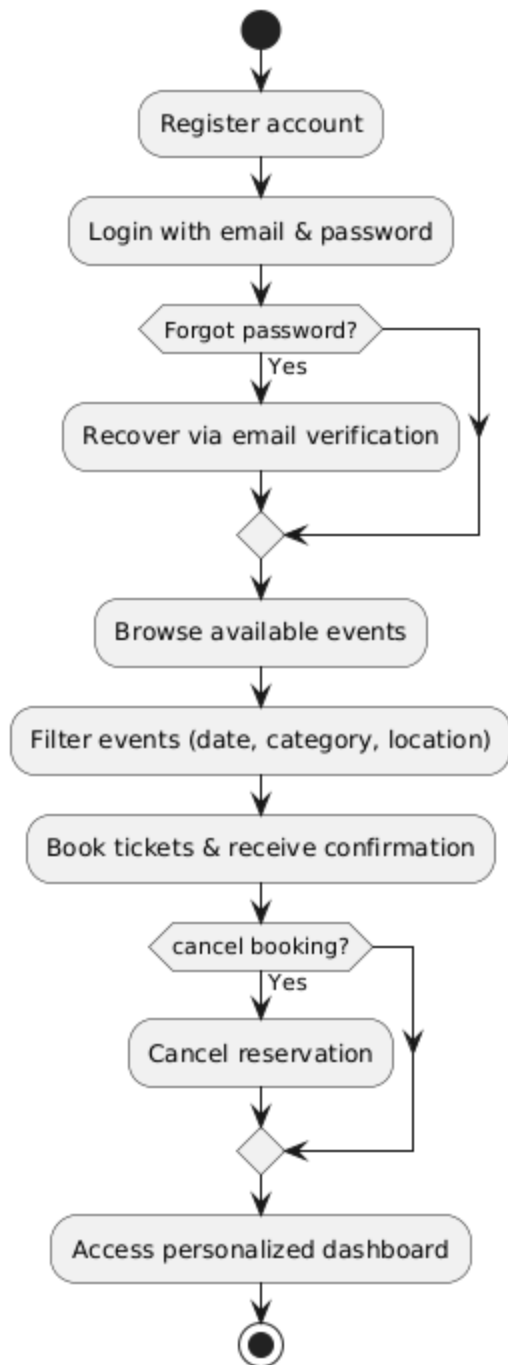 Register account
Login with email & password
Forgot password?
Yes
Recover via email verification
Browse available events
Filter events (date, category, location)
Book tickets & receive confirmation
cancel booking?
Yes
Cancel reservation
Access personalized dashboard